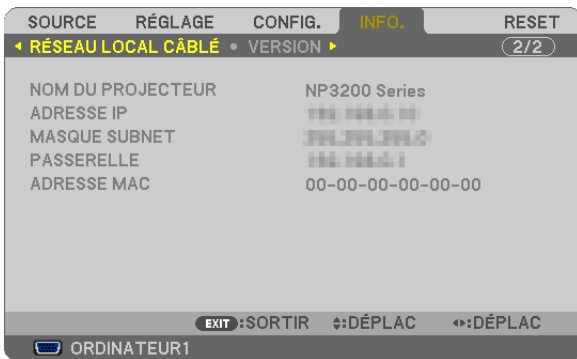 SOURCE RÉGLAGE CONFIG. INFO. RESET
RÉSEAU LOCAL CÂBLÉ VERSION 2/2
NOM DU PROJECTEUR NP3200 Series
ADRESSE IP
MASQUE SUBNET
PASSERELLE
ADRESSE MAC 00-00-00-00-00-00
EXIT :SORTIR :DÉPLAC :DÉPLAC
ORDINATEUR1